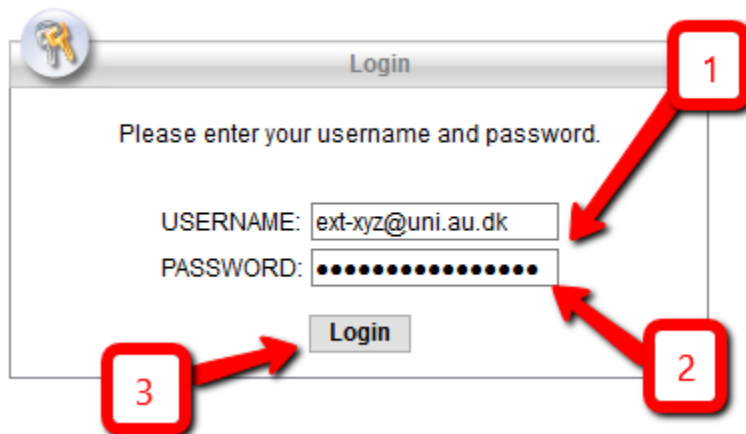 Login
1
Please enter your username and password.
USERNAME: ext-xyz@uni.au.dk
PASSWORD: ●●●●●●●●●●●●●●●●
Login
2
3